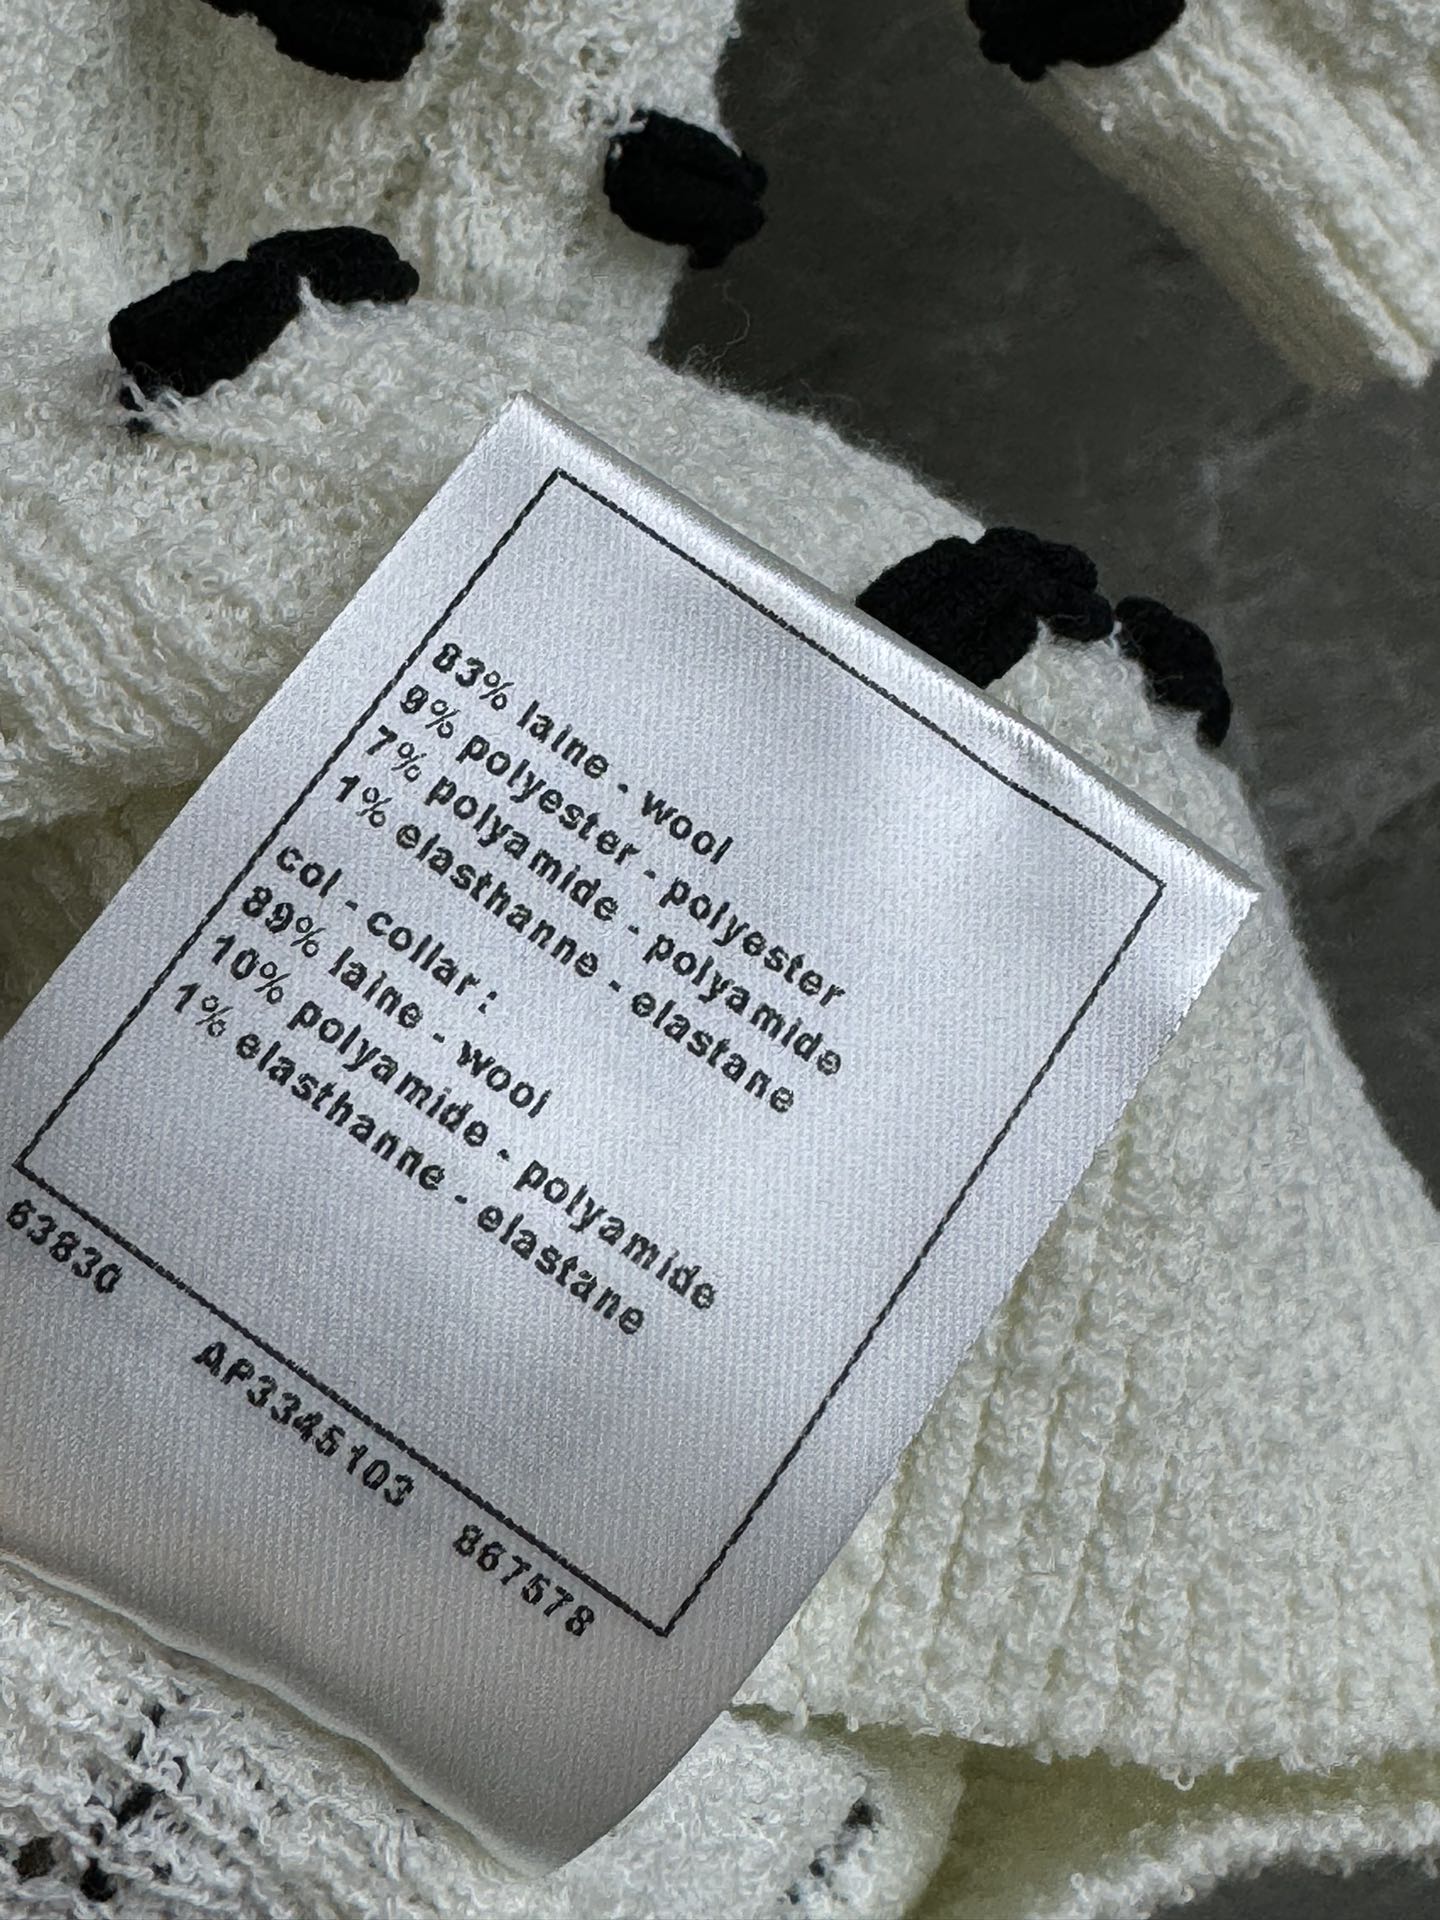 83% laine - wool
9% polyester - polyester
7% polyamide - polyamide
1% elasthanne - elastane
col - collar :
89% laine - wool
10% polyamide - polyamide
1% elasthanne - elastane
63830 AP3345103 867578